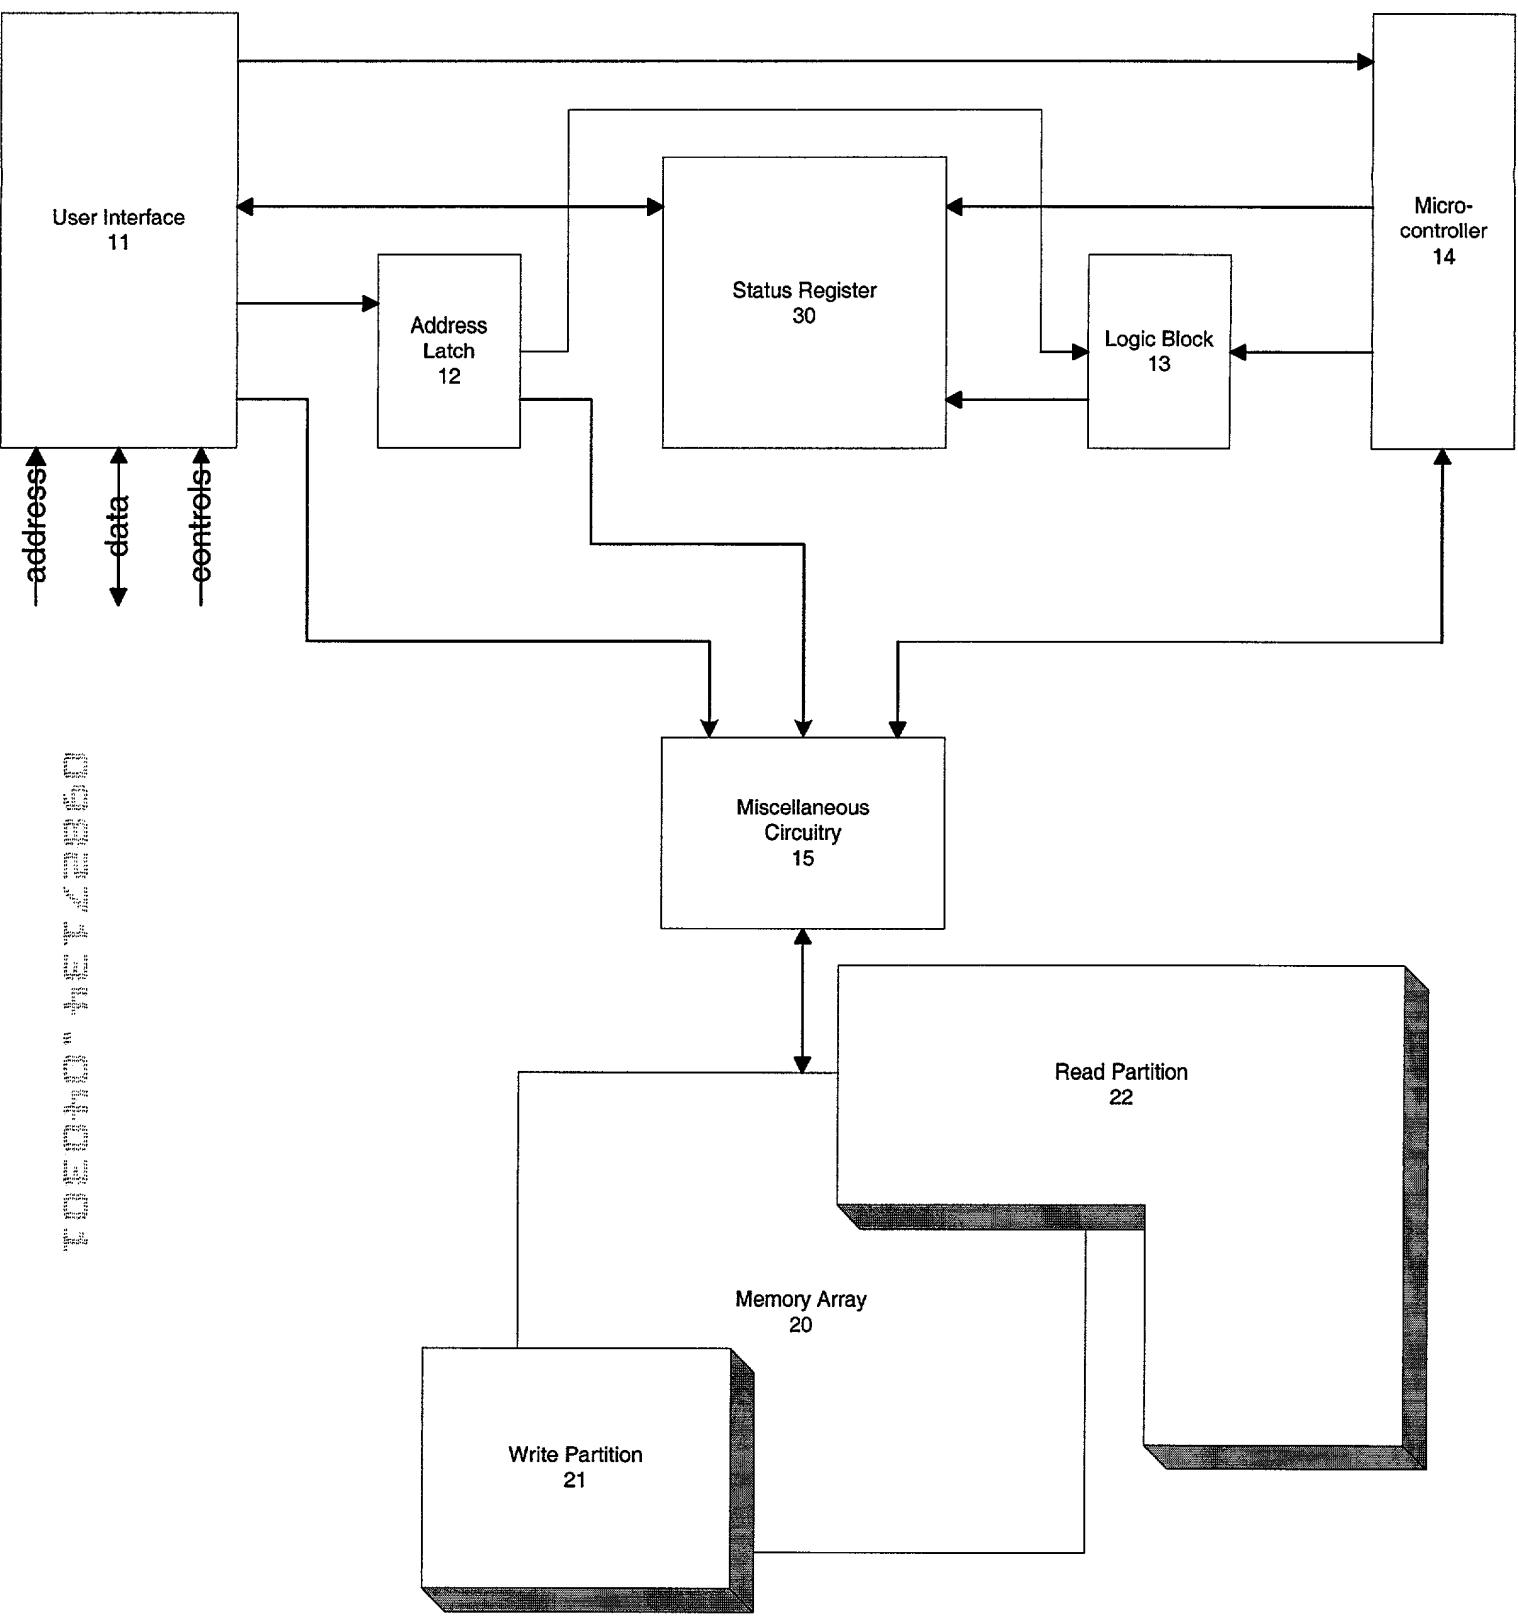 User Interface
11
Address
Latch
12
Status Register
30
Logic Block
13
Micro-
controller
14
address
data
controls
Miscellaneous
Circuitry
15
Read Partition
22
Memory Array
20
Write Partition
21